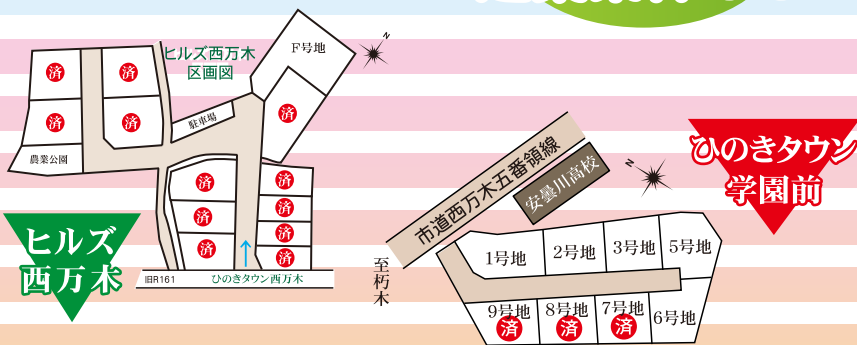 ヒルズ西万木
区画図
F号地
N
済
済
済
済
済
駐車場
農業公園
済
済
済
済
済
済
済
ヒルズ
西万木
旧R161
ひのきタウン西万木
市道西万木五番領線
安曇川高校
N
ひのきタウン
学園前
至朽木
1号地
2号地
3号地
5号地
9号地
済
8号地
済
7号地
済
6号地